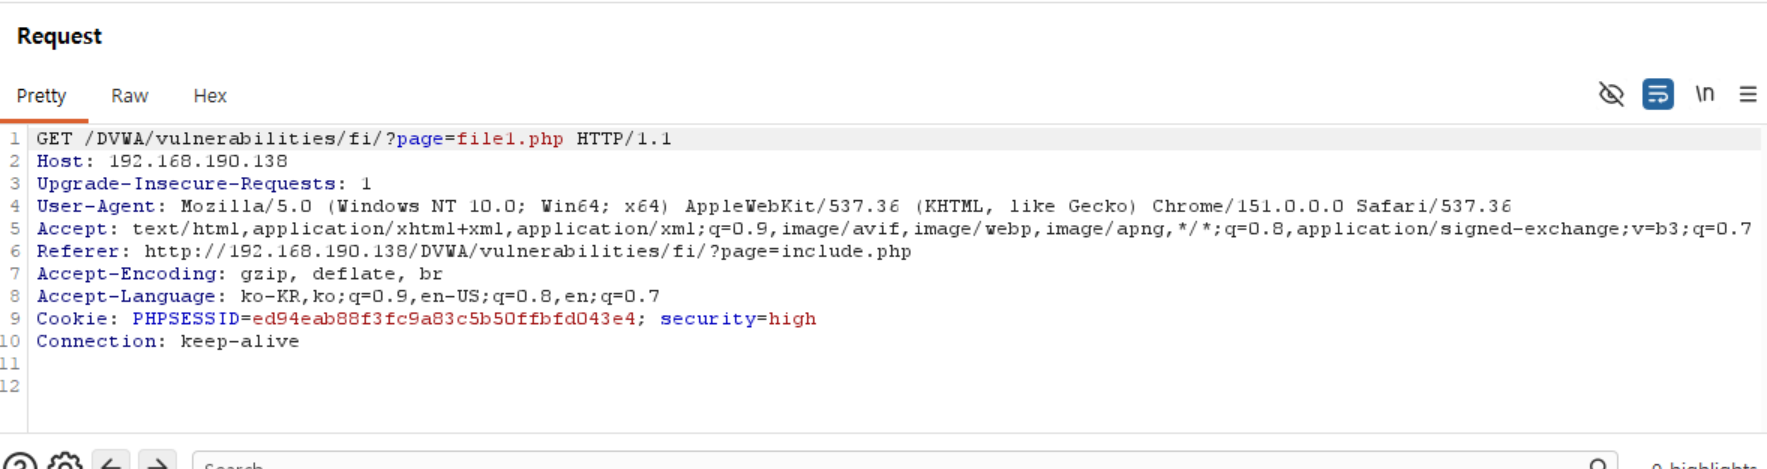 Request
Pretty Raw Hex \n
1 GET /DVWA/vulnerabilities/fi/?page=file1.php HTTP/1.1
2 Host: 192.168.190.138
3 Upgrade-Insecure-Requests: 1
4 User-Agent: Mozilla/5.0 (Windows NT 10.0; Win64; x64) AppleWebKit/537.36 (KHTML, like Gecko) Chrome/151.0.0.0 Safari/537.36
5 Accept: text/html,application/xhtml+xml,application/xml;q=0.9,image/avif,image/webp,image/apng,*/*;q=0.8,application/signed-exchange;v=b3;q=0.7
6 Referer: http://192.168.190.138/DVWA/vulnerabilities/fi/?page=include.php
7 Accept-Encoding: gzip, deflate, br
8 Accept-Language: ko-KR,ko;q=0.9,en-US;q=0.8,en;q=0.7
9 Cookie: PHPSESSID=ed94eab88f3fc9a83c5b50ffbfd043e4; security=high
10 Connection: keep-alive
11
12
Search 0 highlights